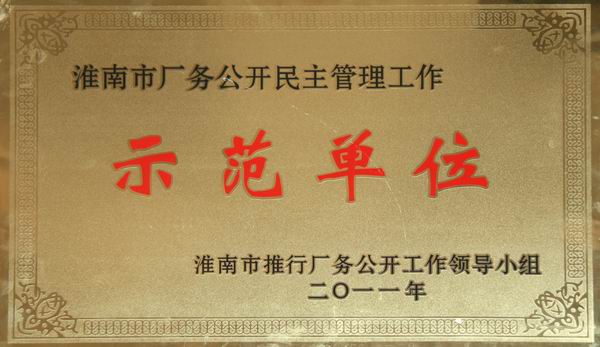 淮南市厂务公开民主管理工作
示范单位
淮南市推行厂务公开工作领导小组
二〇一一年